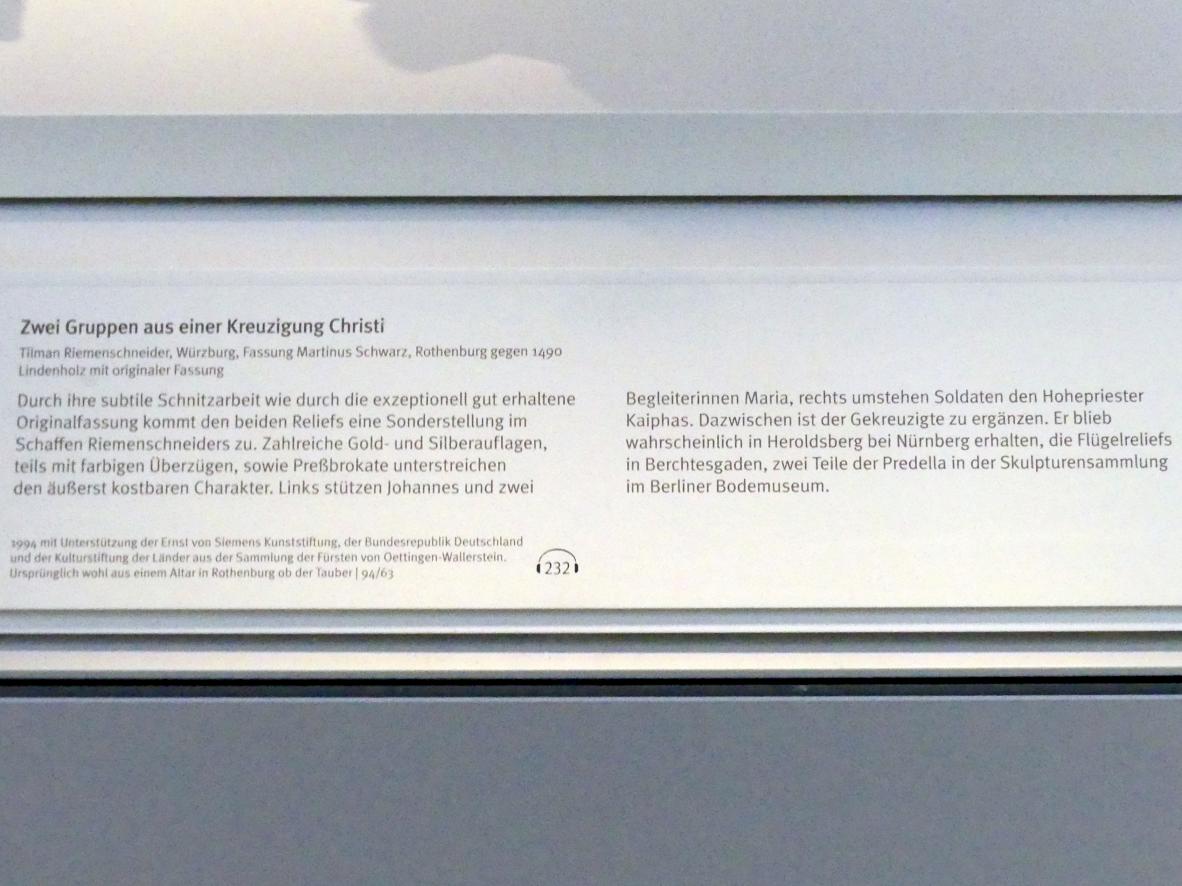 Zwei Gruppen aus einer Kreuzigung Christi
Tilman Riemenschneider, Würzburg, Fassung Martinus Schwarz, Rothenburg gegen 1490
Lindenholz mit originaler Fassung
Durch ihre subtile Schnitzarbeit wie durch die exzeptionell gut erhaltene
Originalfassung kommt den beiden Reliefs eine Sonderstellung im
Schaffen Riemenschneiders zu. Zahlreiche Gold- und Silberauflagen,
teils mit farbigen Überzügen, sowie Preßbrokate unterstreichen
den äußerst kostbaren Charakter. Links stützen Johannes und zwei
Begleiterinnen Maria, rechts umstehen Soldaten den Hohepriester
Kaiphas. Dazwischen ist der Gekreuzigte zu ergänzen. Er blieb
wahrscheinlich in Heroldsberg bei Nürnberg erhalten, die Flügelreliefs
in Berchtesgaden, zwei Teile der Predella in der Skulpturensammlung
im Berliner Bodemuseum.
1994 mit Unterstützung der Ernst von Siemens Kunststiftung, der Bundesrepublik Deutschland
und der Kulturstiftung der Länder aus der Sammlung der Fürsten von Oettingen-Wallerstein.
Ursprünglich wohl aus einem Altar in Rothenburg ob der Tauber | 94/63
232